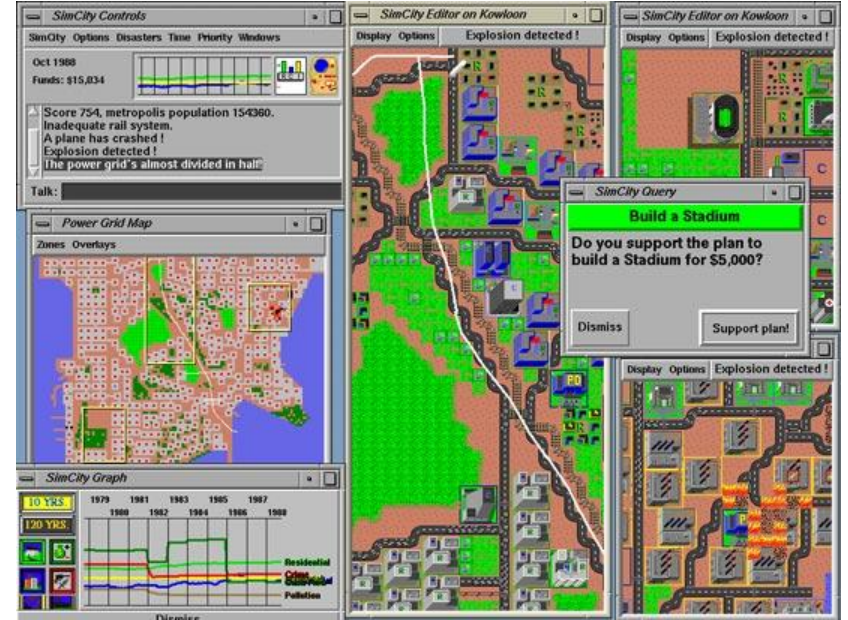 SimCity Controls
SimCity Options Disasters Time Priority Windows
Oct 1988
Funds: $15,034
R C I
Score 754, metropolis population 154360.
Inadequate rail system.
A plane has crashed !
Explosion detected !
The power grid's almost divided in half
Talk:
Power Grid Map
Zones Overlays
SimCity Graph
10 YRS
120 YRS
1979 1981 1983 1985 1987
1980 1982 1984 1986 1988
Residential
Crime
Pollution
Dismiss
SimCity Editor on Kowloon
Display Options Explosion detected !
SimCity Editor on Kowloon
Display Options Explosion detected !
SimCity Query
Build a Stadium
Do you support the plan to
build a Stadium for $5,000?
Dismiss Support plan!
Display Options Explosion detected !